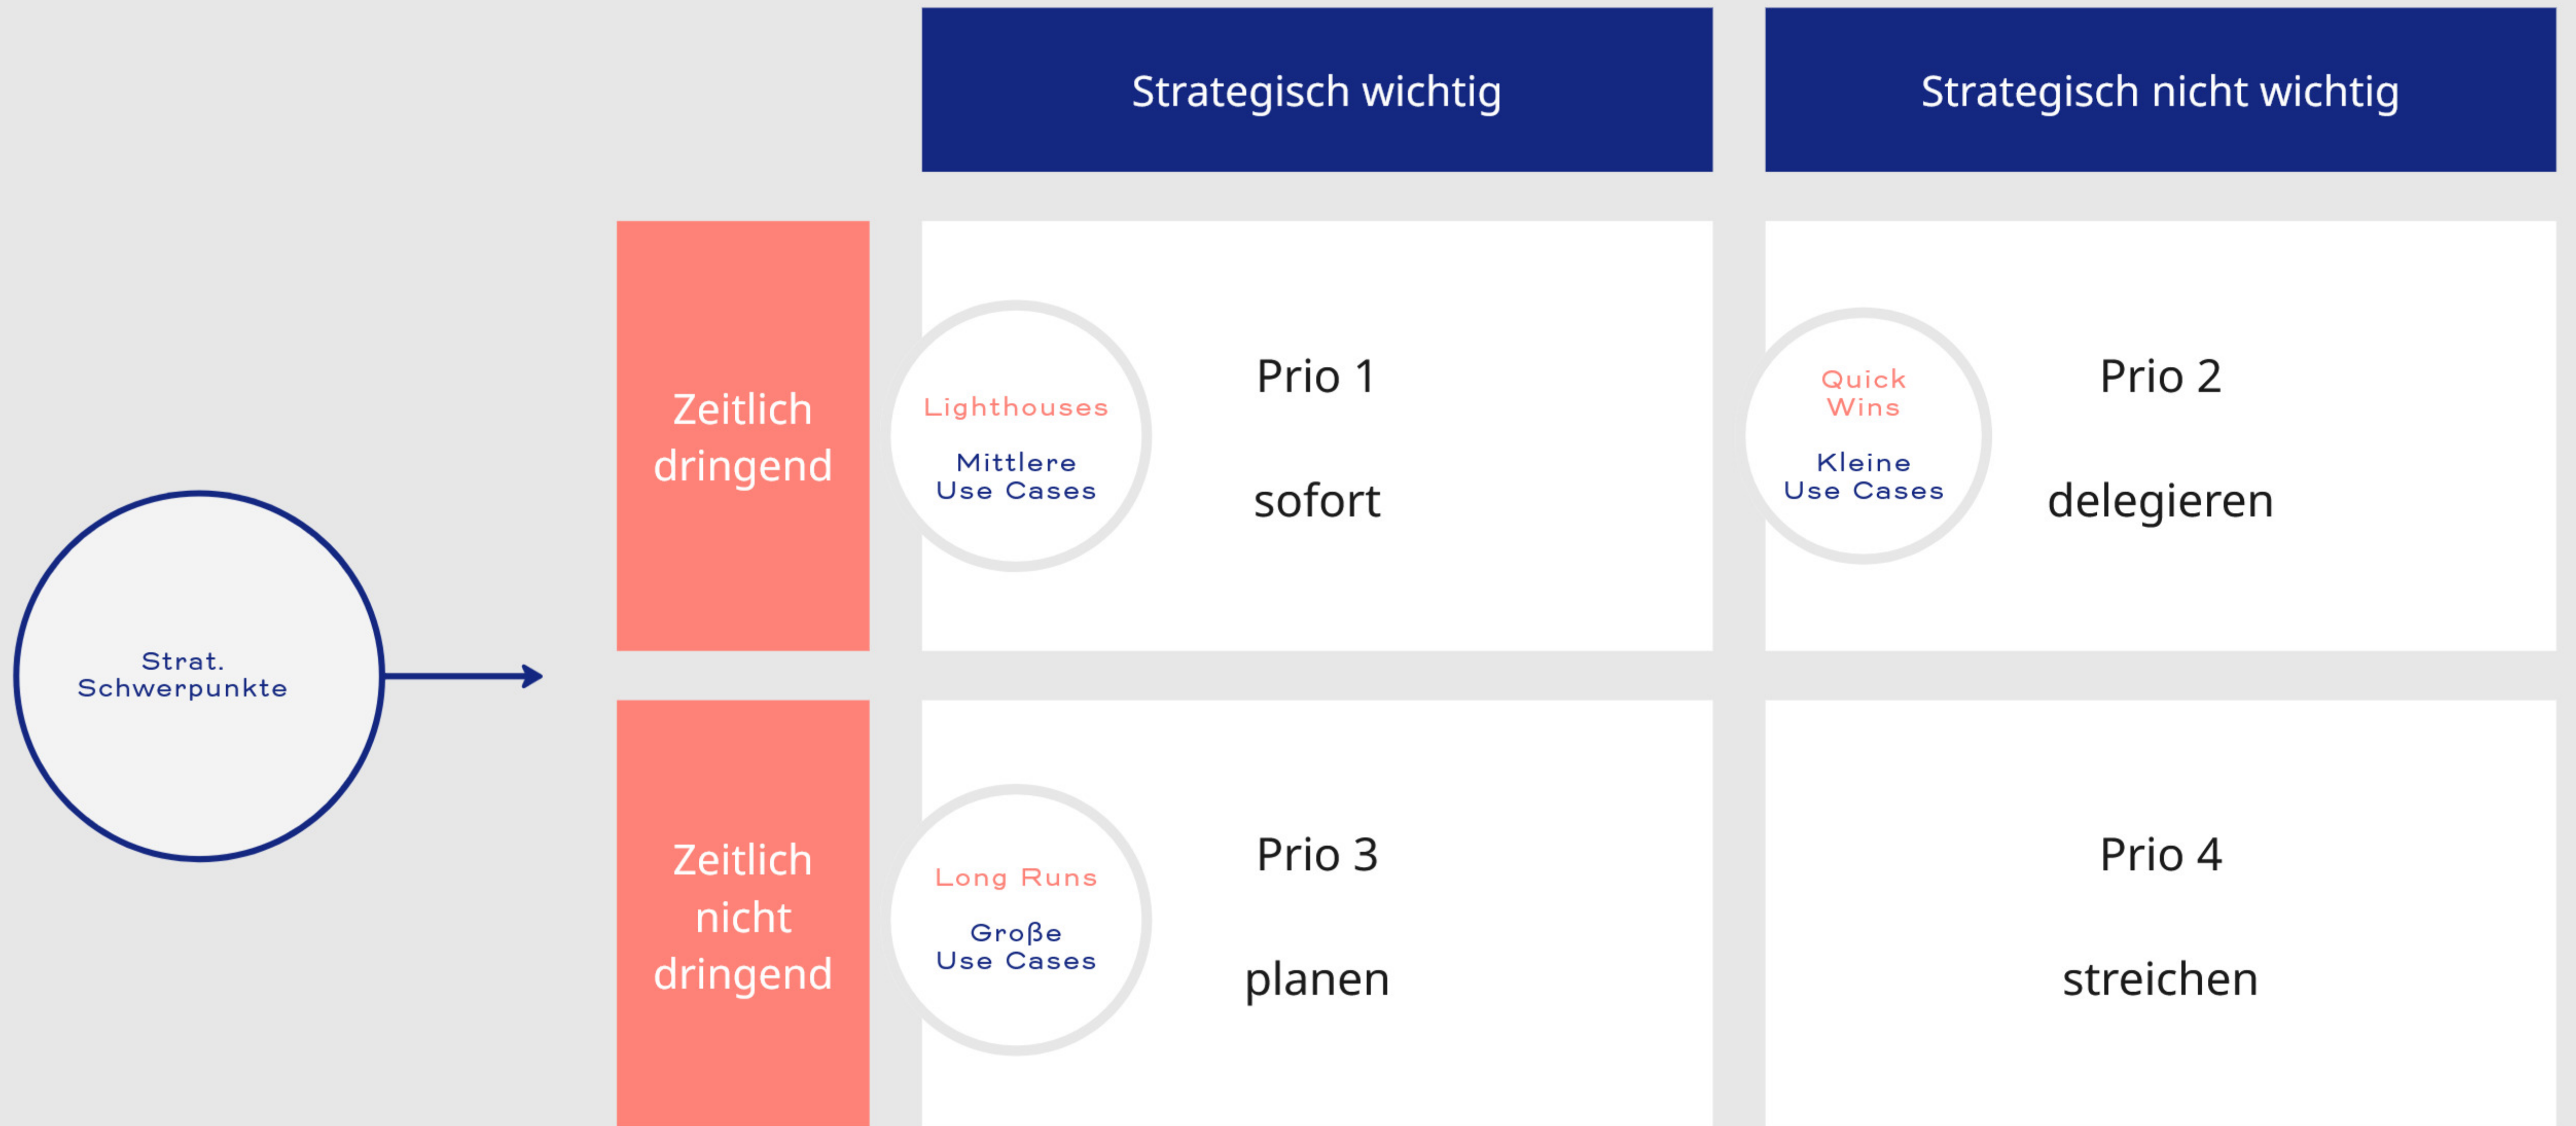 Strategisch wichtig
Strategisch nicht wichtig
Zeitlich
dringend
Lighthouses
Mittlere
Use Cases
Prio 1
sofort
Quick
Wins
Kleine
Use Cases
Prio 2
delegieren
Strat.
Schwerpunkte
Zeitlich
nicht
dringend
Long Runs
Große
Use Cases
Prio 3
planen
Prio 4
streichen